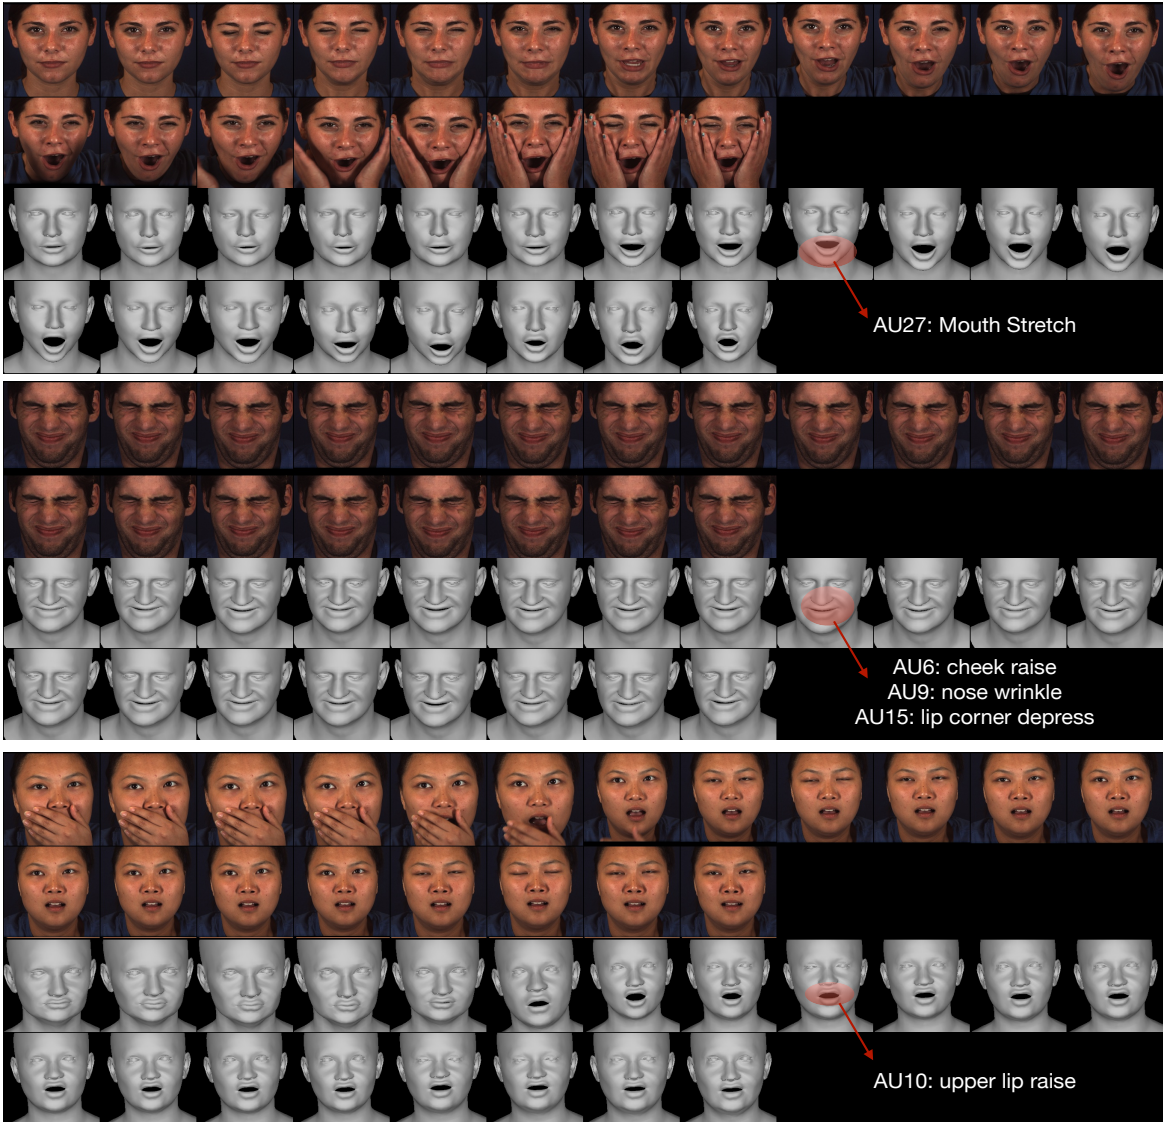 AU27: Mouth Stretch
AU6: cheek raise
AU9: nose wrinkle
AU15: lip corner depress
AU10: upper lip raise